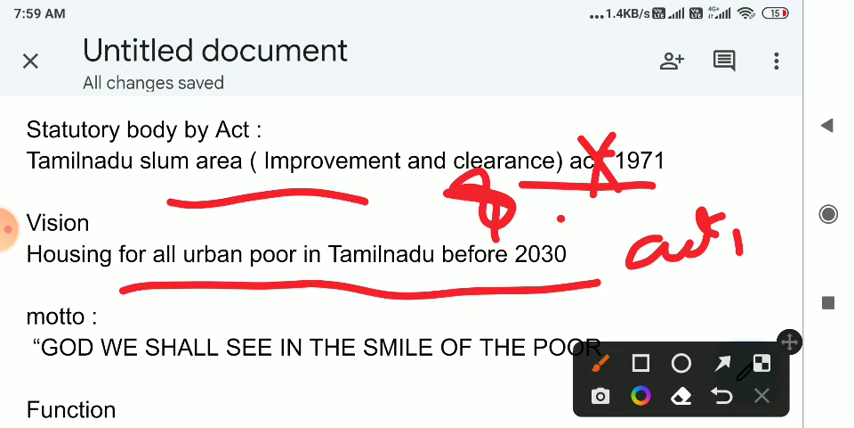 7:59 AM
1.4KB/s
4G+
15
Untitled document
All changes saved
Statutory body by Act :
Tamilnadu slum area ( Improvement and clearance) act 1971
Vision
Housing for all urban poor in Tamilnadu before 2030
act,
motto :
“GOD WE SHALL SEE IN THE SMILE OF THE POOR
Function